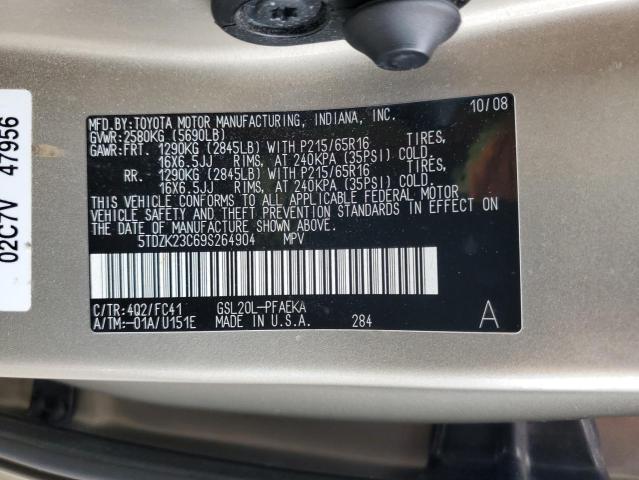 MFD.BY:TOYOTA MOTOR MANUFACTURING, INDIANA, INC. 10/08
GVWR:2580KG (5690LB)
GAWR:FRT. 1290KG (2845LB) WITH P215/65R16 TIRES,
16X6.5JJ RIMS, AT 240KPA (35PSI) COLD
RR. 1290KG (2845LB) WITH P215/65R16 TIRES,
16X6.5JJ RIMS, AT 240KPA (35PSI) COLD.
THIS VEHICLE CONFORMS TO ALL APPLICABLE FEDERAL MOTOR
VEHICLE SAFETY AND THEFT PREVENTION STANDARDS IN EFFECT ON
THE DATE OF MANUFACTURE SHOWN ABOVE.
5TDZK23C69S264904 MPV
C/TR:4Q2/FC41 GSL20L-PFAEKA
A/TM:-01A/U151E MADE IN U.S.A. 284 A
02C7V 47956